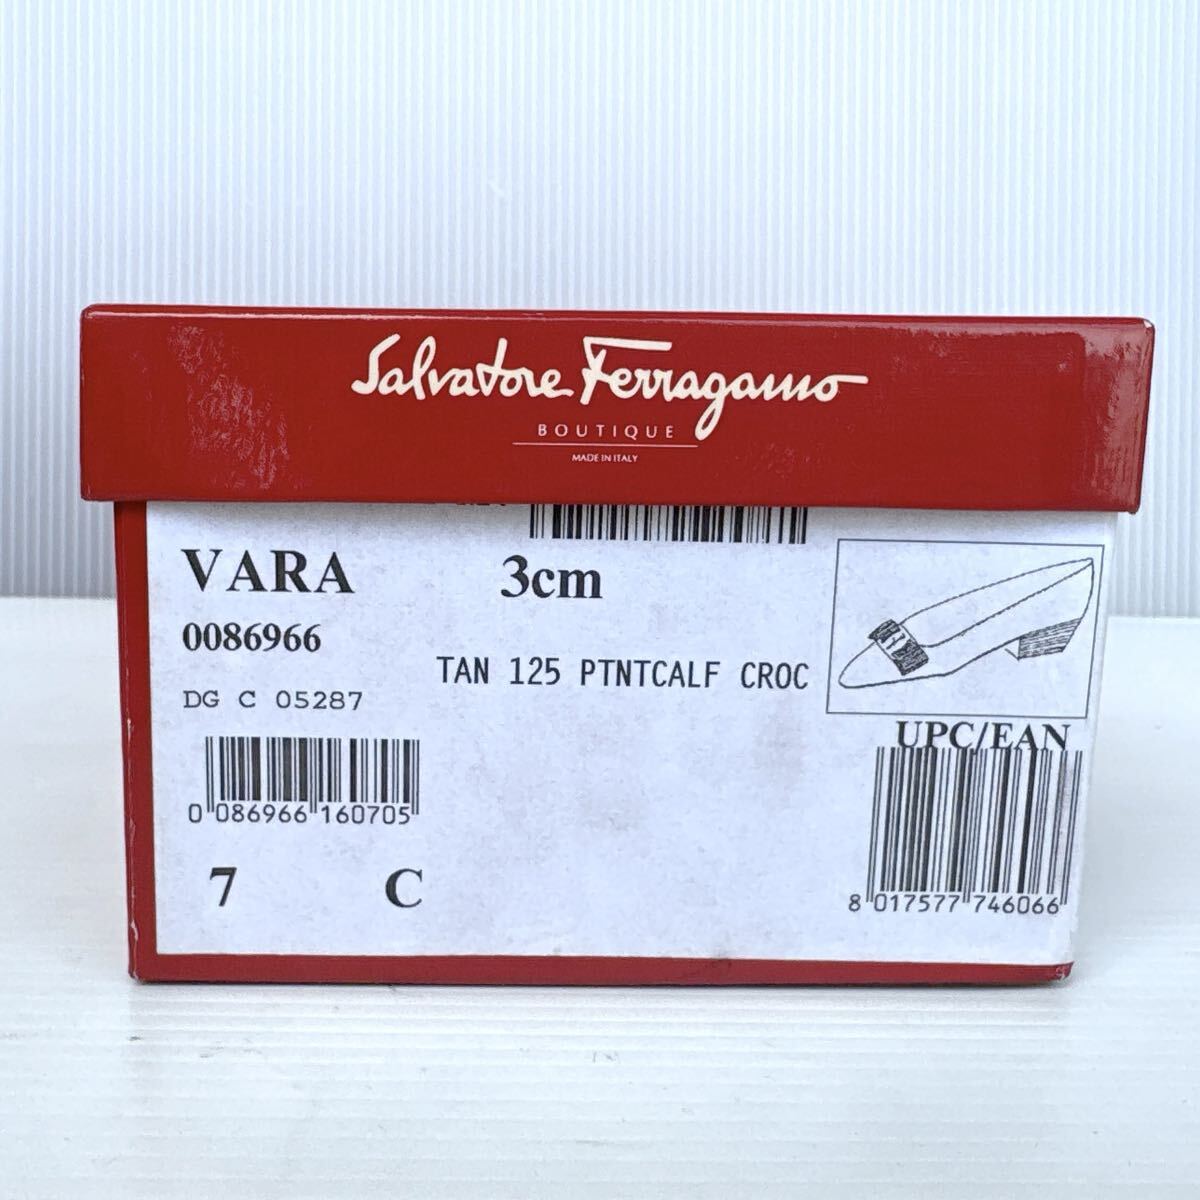 Salvatore Ferragamo
BOUTIQUE
MADE IN ITALY
VARA 3cm
0086966
TAN 125 PTNTCALF CROC
DG C 05287
UPC/EAN
0 086966 160705
7 C
8 017577 746066